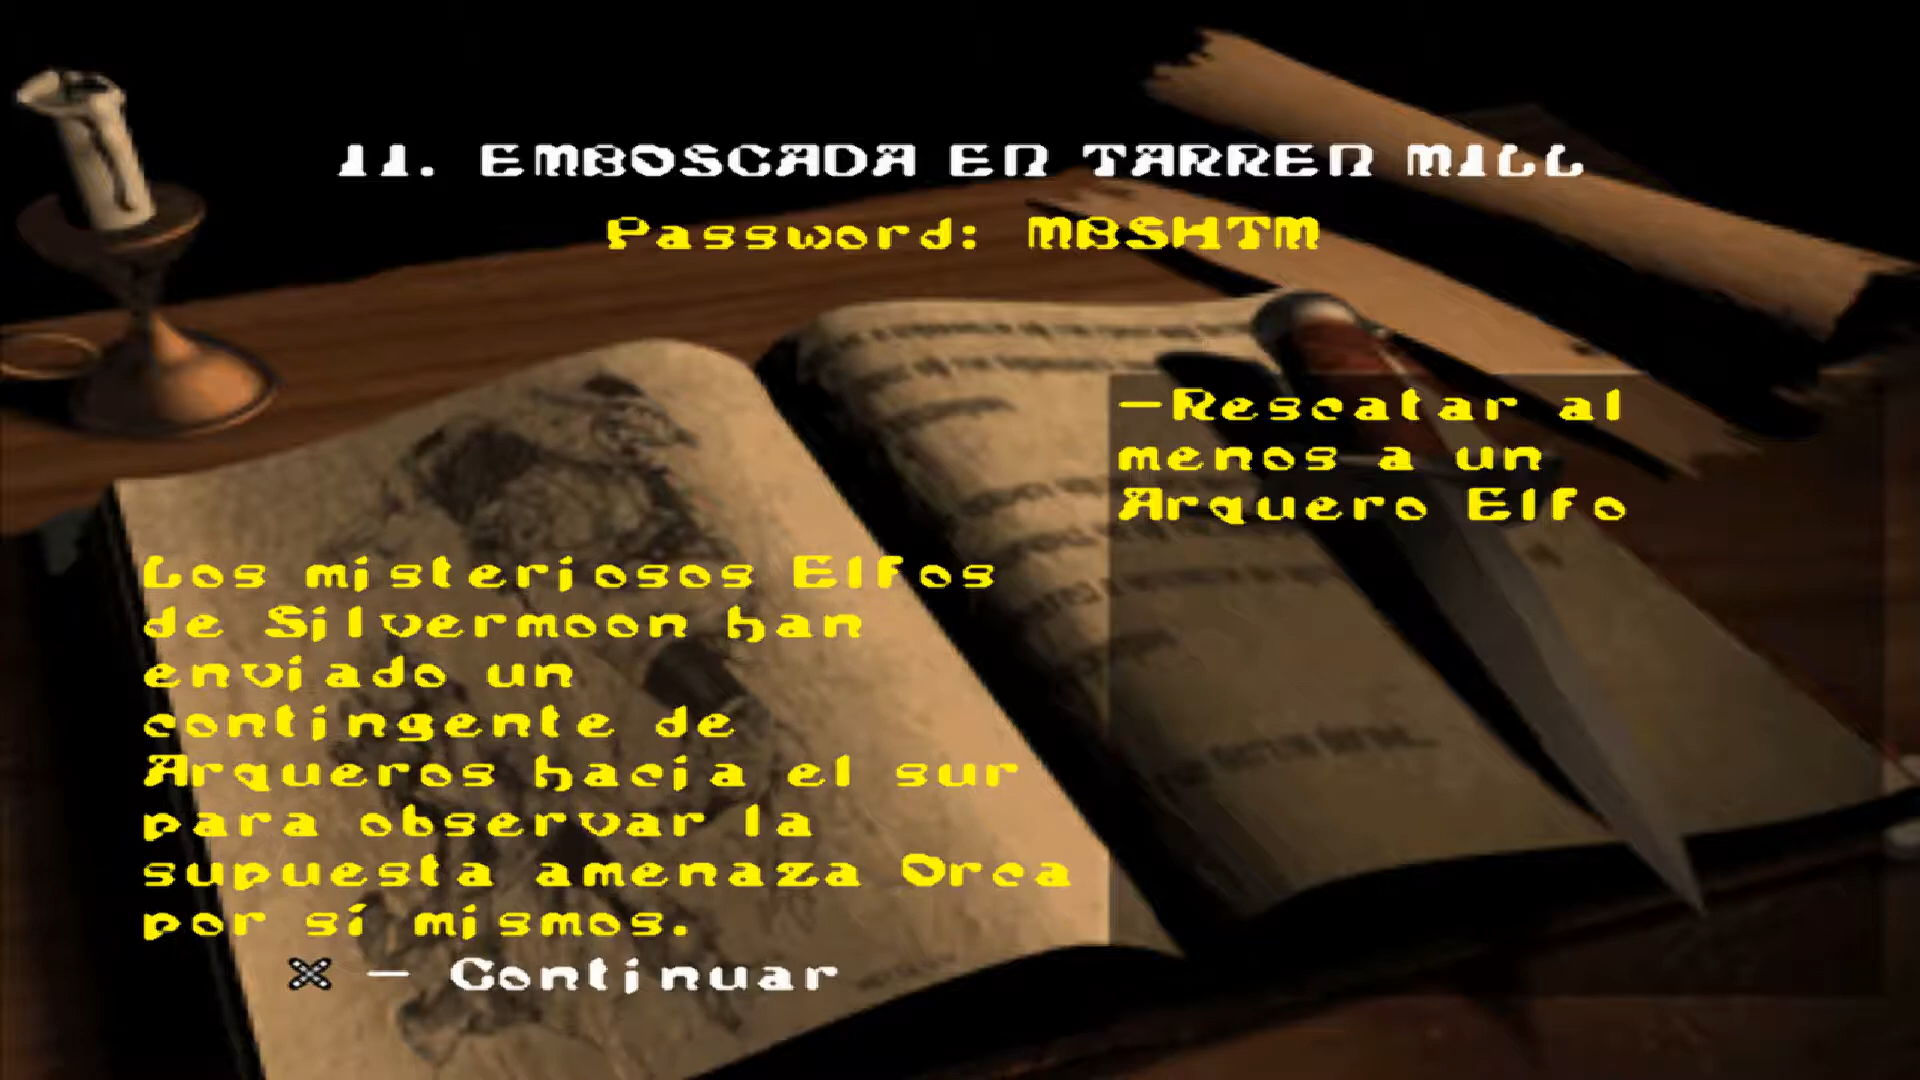 11. EMBOSCADA EN TARREN MILL
Password: MBSHTM
-Rescatar al
menos a un
Arquero Elfo
Los misteriosos Elfos
de Silvermoon han
enviado un
contingente de
Arqueros hacia el sur
para observar la
supuesta amenaza Orca
por sí mismos.
X - Continuar